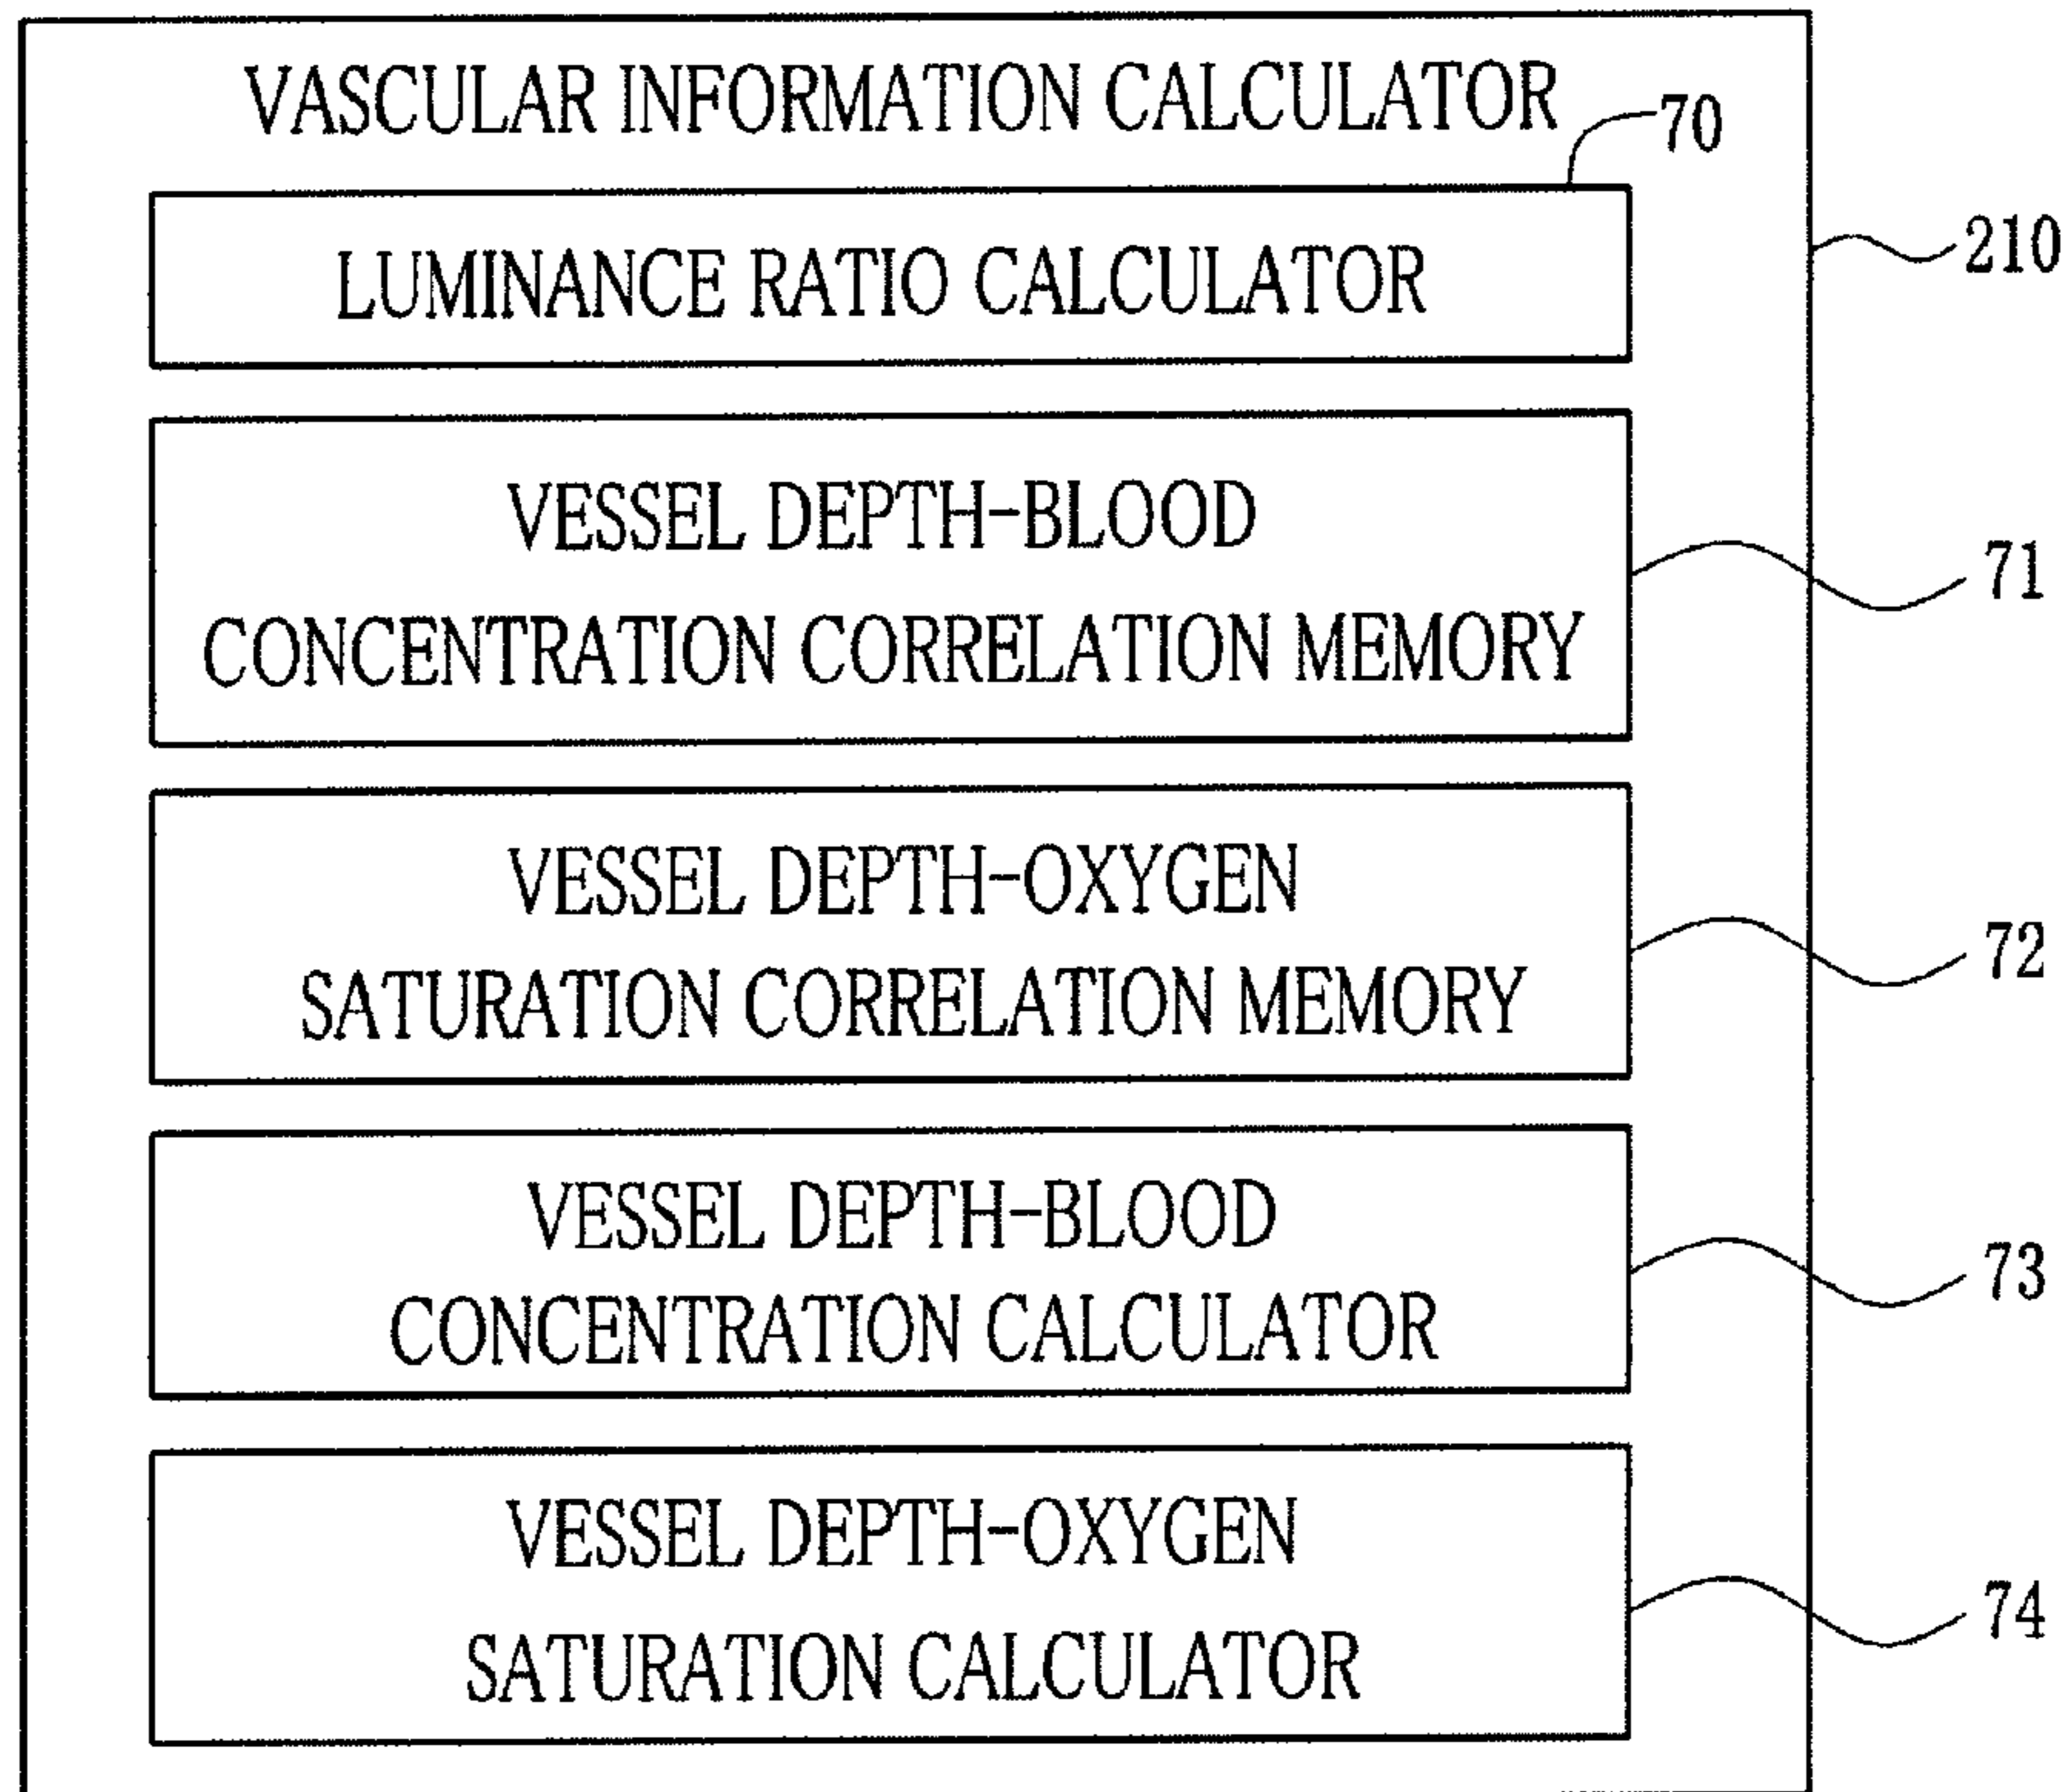 VASCULAR INFORMATION CALCULATOR
70
LUMINANCE RATIO CALCULATOR
210
VESSEL DEPTH-BLOOD
CONCENTRATION CORRELATION MEMORY
71
VESSEL DEPTH-OXYGEN
SATURATION CORRELATION MEMORY
72
VESSEL DEPTH-BLOOD
CONCENTRATION CALCULATOR
73
VESSEL DEPTH-OXYGEN
SATURATION CALCULATOR
74